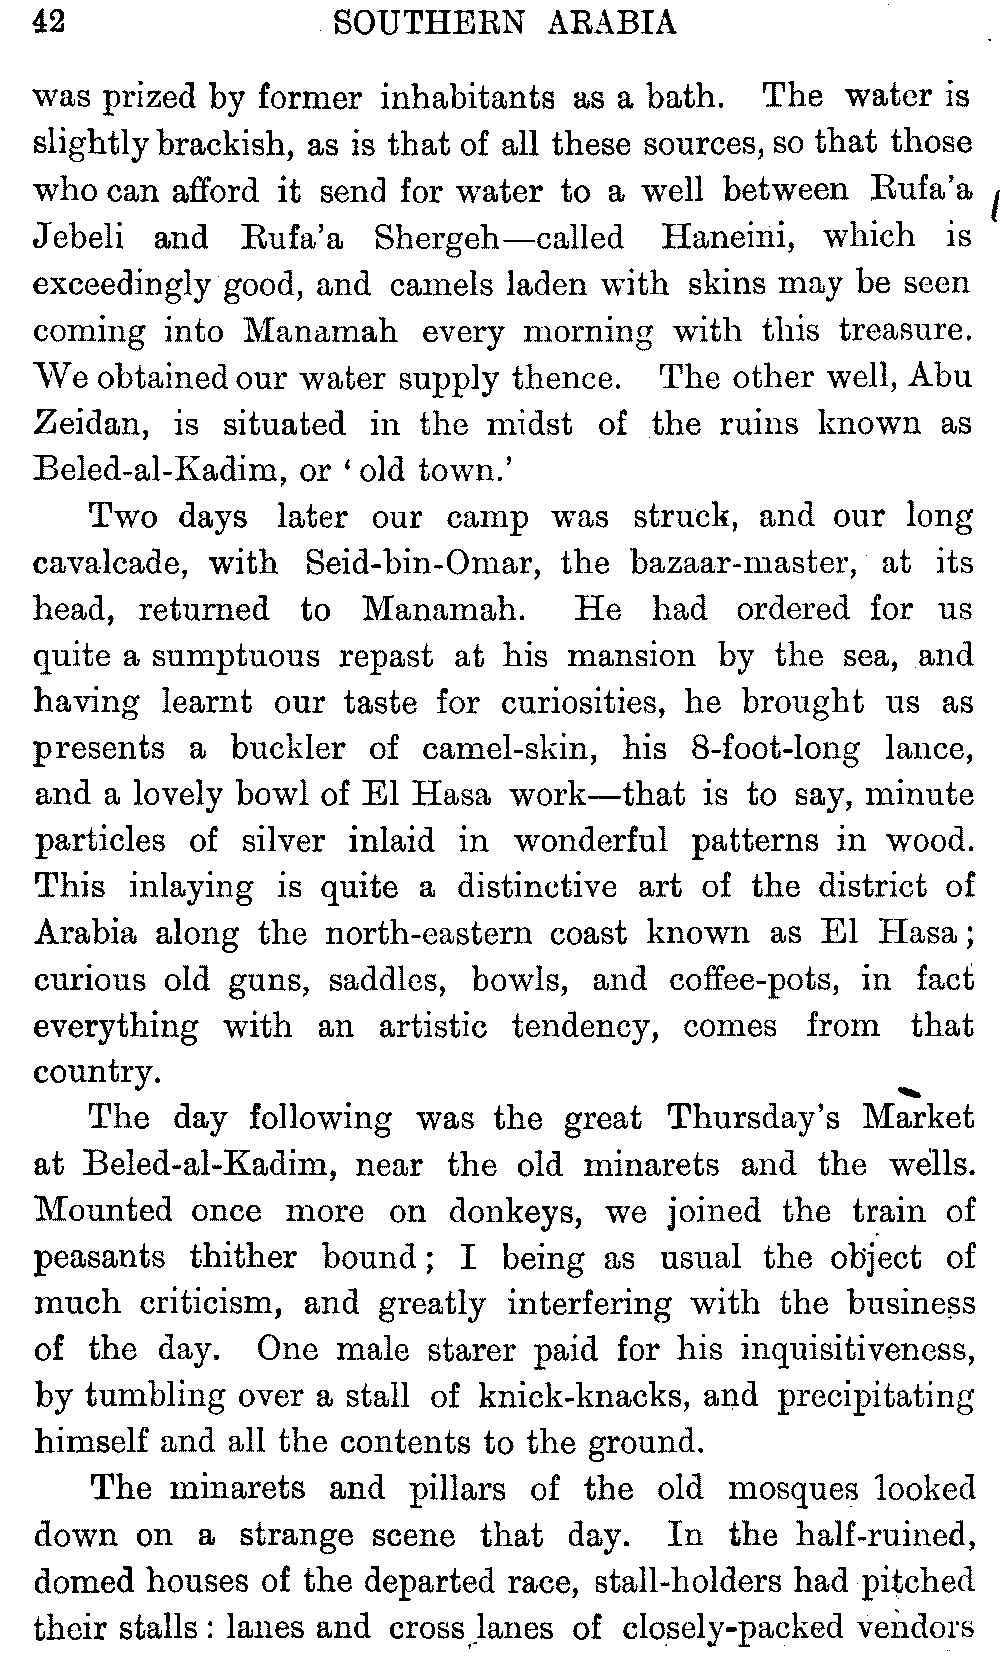 42 SOUTHERN ARABIA
was prized by former inhabitants as a bath. The water is
slightly brackish, as is that of all these sources, so that those
who can afford it send for water to a well between Rufa'a
Jebeli and Rufa'a Shergeh—called Haneini, which is
exceedingly good, and camels laden with skins may be seen
coming into Manamah every morning with this treasure.
We obtained our water supply thence. The other well, Abu
Zeidan, is situated in the midst of the ruins known as
Beled-al-Kadim, or ‘old town.’
Two days later our camp was struck, and our long
cavalcade, with Seid-bin-Omar, the bazaar-master, at its
head, returned to Manamah. He had ordered for us
quite a sumptuous repast at his mansion by the sea, and
having learnt our taste for curiosities, he brought us as
presents a buckler of camel-skin, his 8-foot-long lance,
and a lovely bowl of El Hasa work—that is to say, minute
particles of silver inlaid in wonderful patterns in wood.
This inlaying is quite a distinctive art of the district of
Arabia along the north-eastern coast known as El Hasa;
curious old guns, saddles, bowls, and coffee-pots, in fact
everything with an artistic tendency, comes from that
country.
The day following was the great Thursday's Market
at Beled-al-Kadim, near the old minarets and the wells.
Mounted once more on donkeys, we joined the train of
peasants thither bound; I being as usual the object of
much criticism, and greatly interfering with the business
of the day. One male starer paid for his inquisitiveness,
by tumbling over a stall of knick-knacks, and precipitating
himself and all the contents to the ground.
The minarets and pillars of the old mosques looked
down on a strange scene that day. In the half-ruined,
domed houses of the departed race, stall-holders had pitched
their stalls: lanes and cross lanes of closely-packed vendors